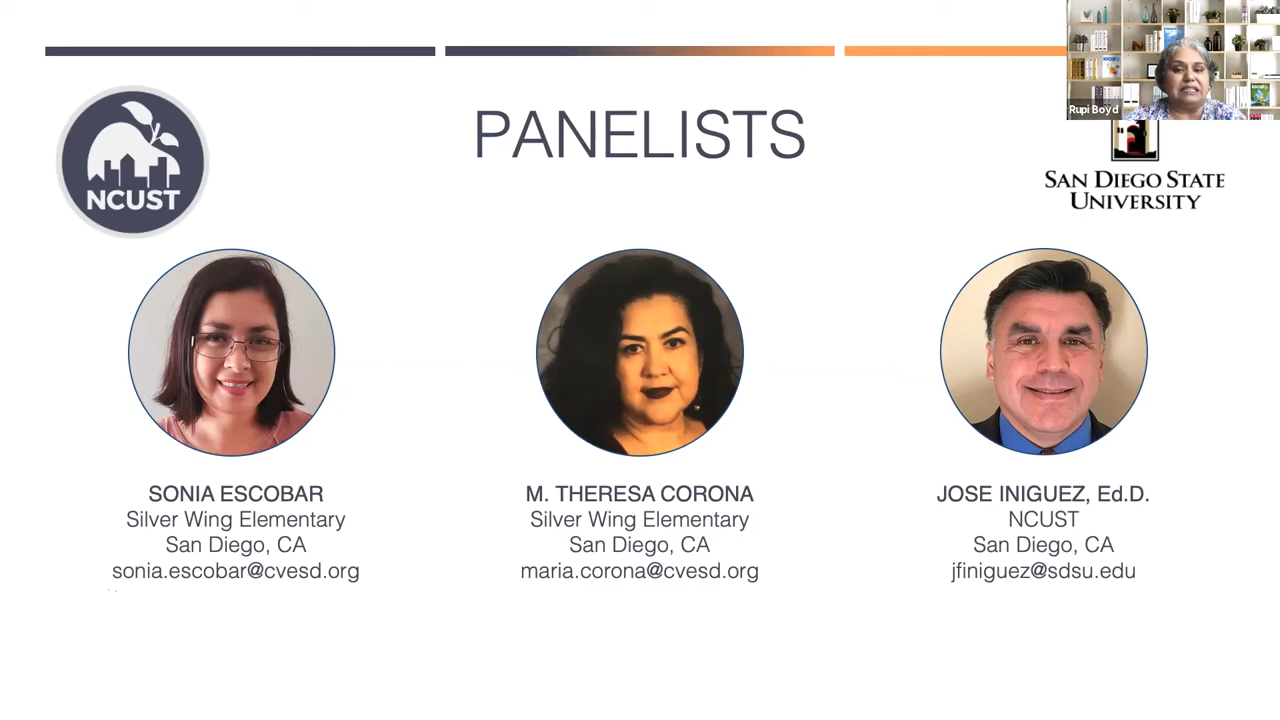 Rupi Boyd
NCUST
PANELISTS
SAN DIEGO STATE
UNIVERSITY
SONIA ESCOBAR
Silver Wing Elementary
San Diego, CA
sonia.escobar@cvesd.org
M. THERESA CORONA
Silver Wing Elementary
San Diego, CA
maria.corona@cvesd.org
JOSE INIGUEZ, Ed.D.
NCUST
San Diego, CA
jfiniguez@sdsu.edu